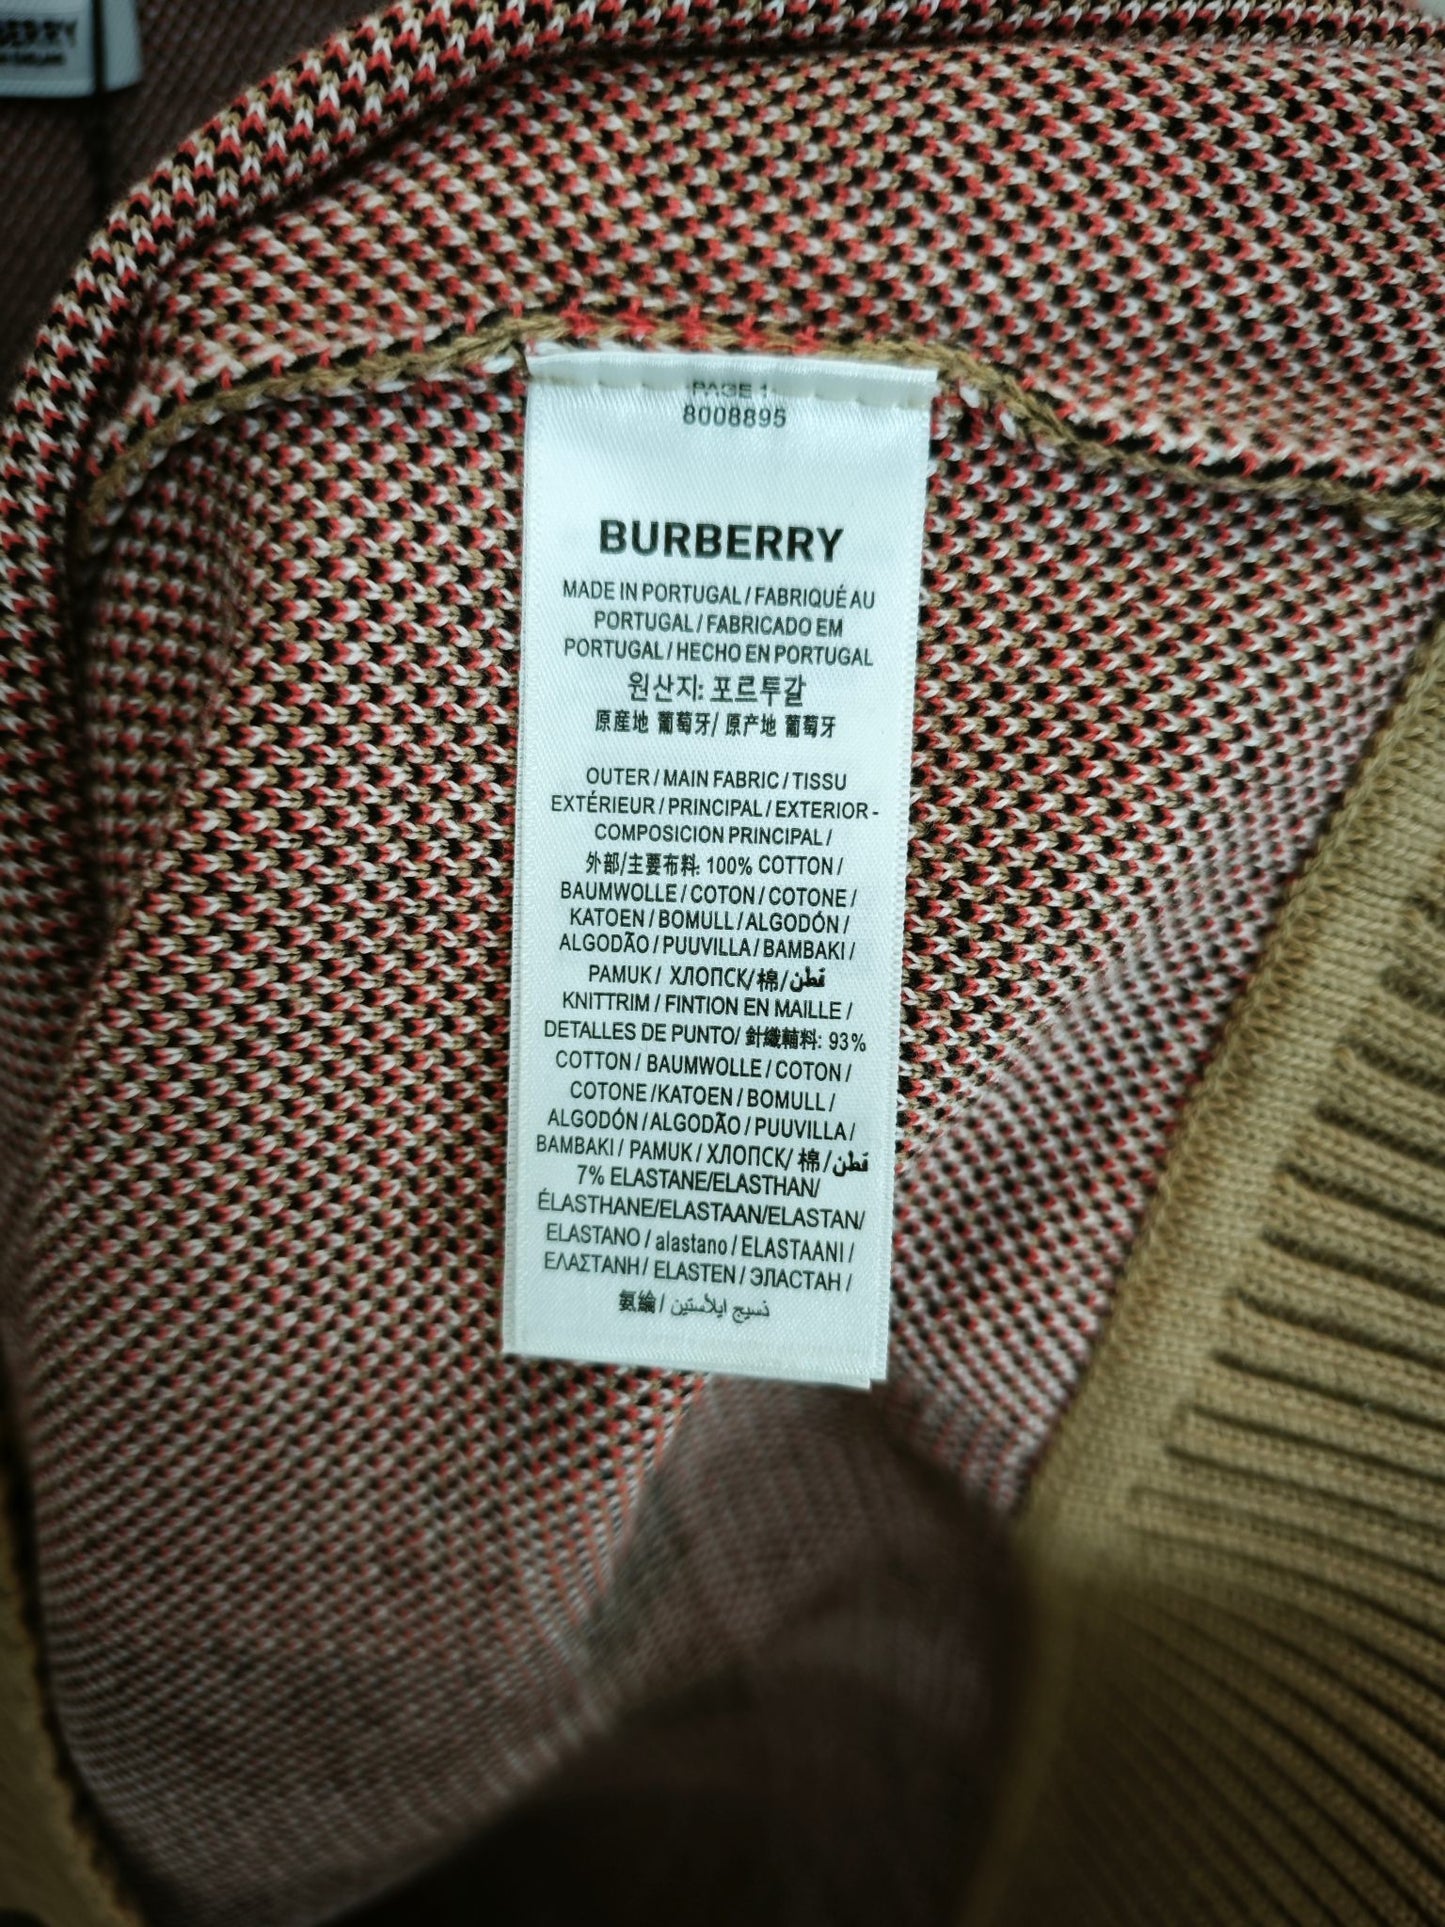 BERRY
PAGE 1
8008895
BURBERRY
MADE IN PORTUGAL / FABRIQUÉ AU
PORTUGAL / FABRICADO EM
PORTUGAL / HECHO EN PORTUGAL
원산지: 포르투갈
原産地 葡萄牙/ 原产地 葡萄牙
OUTER / MAIN FABRIC / TISSU
EXTÉRIEUR / PRINCIPAL / EXTERIOR -
COMPOSICION PRINCIPAL /
外部/主要布料: 100% COTTON /
BAUMWOLLE / COTON / COTONE /
KATOEN / BOMULL / ALGODÓN /
ALGODÃO / PUUVILLA / BAMBAKI /
PAMUK / ХЛОПСК/ 棉 / قطن
KNITTRIM / FINTION EN MAILLE /
DETALLES DE PUNTO/ 針織輔料: 93%
COTTON / BAUMWOLLE / COTON /
COTONE /KATOEN / BOMULL /
ALGODÓN / ALGODÃO / PUUVILLA /
BAMBAKI / PAMUK / ХЛОПСК/ 棉 / قطن
7% ELASTANE/ELASTHAN/
ÉLASTHANE/ELASTAAN/ELASTAN/
ELASTANO / alastano / ELASTAANI /
ΕΛΑΣΤΑΝΗ / ELASTEN / ЭЛАСТАН /
氨綸 / نسيج ايلاستين